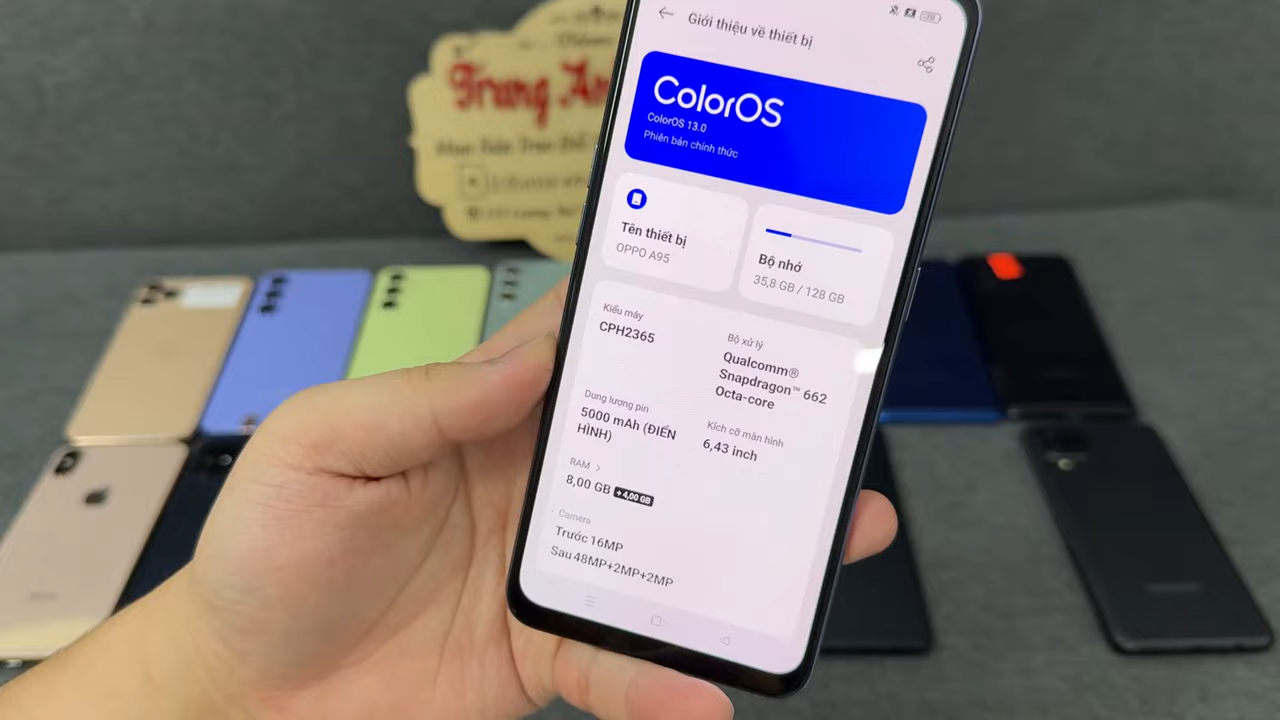 Giới thiệu về thiết bị
Trang
ColorOS
ColorOS 13.0
Phiên bản chính thức
Tên thiết bị
OPPO A95
Bộ nhớ
35,8 GB / 128 GB
Kiểu máy
CPH2365
Bộ xử lý
Qualcomm®
Snapdragon™ 662
Octa-core
Dung lượng pin
5000 mAh (ĐIỂN
HÌNH)
Kích cỡ màn hình
6,43 inch
RAM >
8,00 GB +4,00 GB
Camera
Trước 16MP
Sau 48MP+2MP+2MP